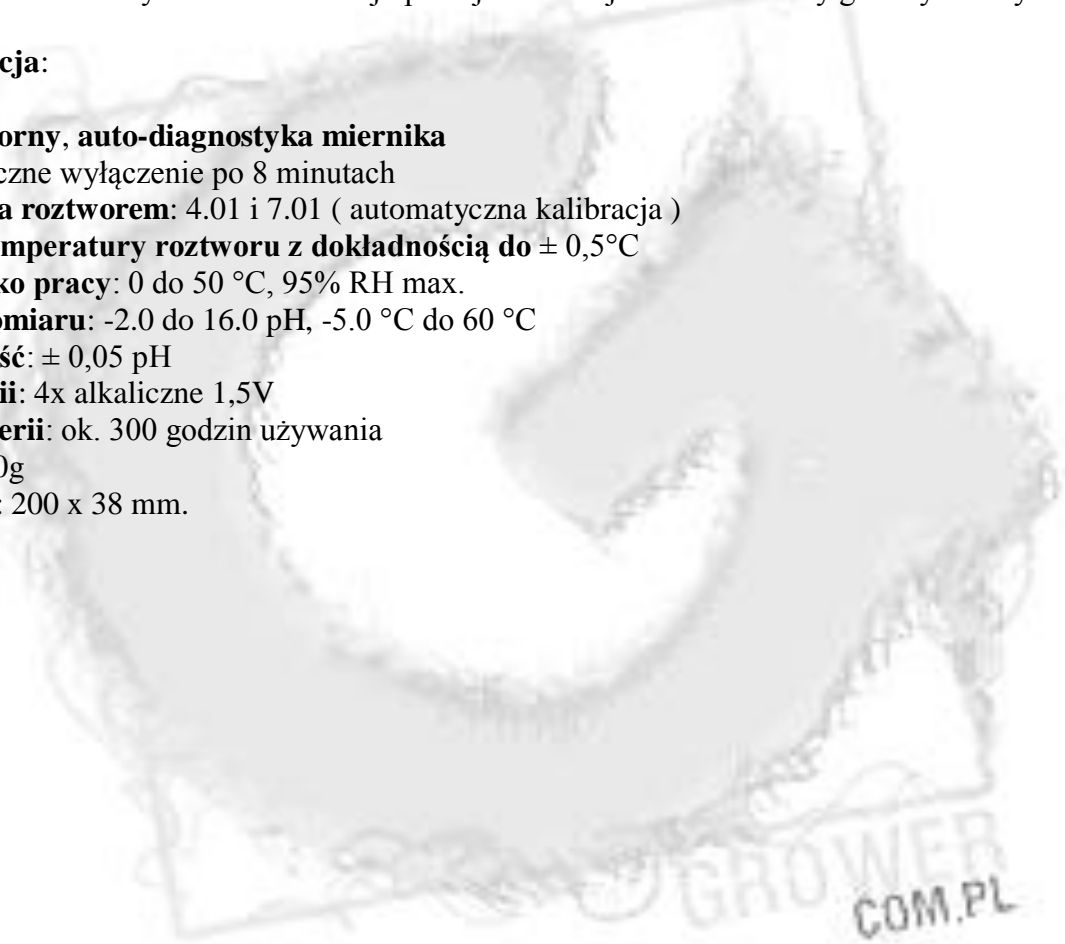 cja:
orny, auto-diagnostyka miernika
czne wyłączenie po 8 minutach
a roztworem: 4.01 i 7.01 ( automatyczna kalibracja )
mperatury roztworu z dokładnością do ± 0,5°C
ko pracy: 0 do 50 °C, 95% RH max.
omiaru: -2.0 do 16.0 pH, -5.0 °C do 60 °C
ść: ± 0,05 pH
ii: 4x alkaliczne 1,5V
erii: ok. 300 godzin używania
0g
: 200 x 38 mm.
GROWER
COM.PL